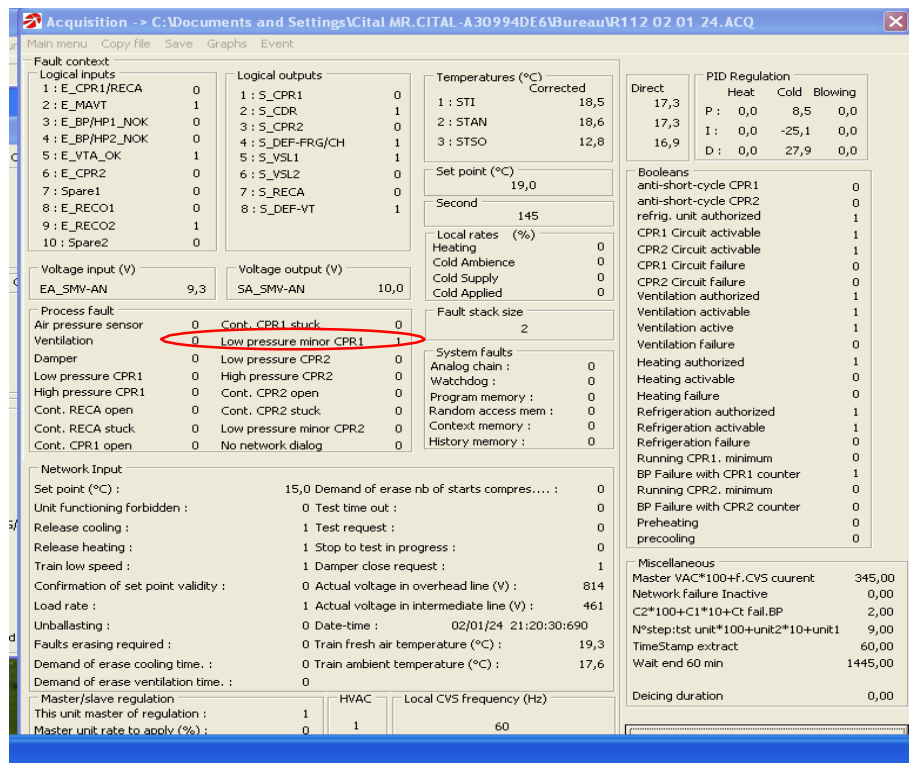 Acquisition -> C:\Documents and Settings\Cital MR.CITAL-A30994DE6\Bureau\R112 02 01 24.ACQ
Main menu Copy file Save Graphs Event
Fault context
Logical inputs
1 : E_CPR1/RECA 0
2 : E_MAVT 1
3 : E_BP/HP1_NOK 0
4 : E_BP/HP2_NOK 0
5 : E_VTA_OK 1
6 : E_CPR2 0
7 : Spare1 0
8 : E_RECO1 0
9 : E_RECO2 1
10 : Spare2 0
Logical outputs
1 : S_CPR1 0
2 : S_CDR 1
3 : S_CPR2 0
4 : S_DEF-FRG/CH 1
5 : S_VSL1 1
6 : S_VSL2 0
7 : S_RECA 0
8 : S_DEF-VT 1
Temperatures (°C)
Corrected
1 : STI 18,5
2 : STAN 18,6
3 : STSO 12,8
Direct
17,3
17,3
16,9
PID Regulation
Heat Cold Blowing
P : 0,0 8,5 0,0
I : 0,0 -25,1 0,0
D : 0,0 27,9 0,0
Set point (°C)
19,0
Second
145
Local rates (%)
Heating 0
Cold Ambience 0
Cold Supply 0
Cold Applied 0
Voltage input (V)
EA_SMV-AN 9,3
Voltage output (V)
SA_SMV-AN 10,0
Fault stack size
2
Process fault
Air pressure sensor 0 Cont. CPR1 stuck 0
Ventilation 0 Low pressure minor CPR1 1
Damper 0 Low pressure CPR2 0
Low pressure CPR1 0 High pressure CPR2 0
High pressure CPR1 0 Cont. CPR2 open 0
Cont. RECA open 0 Cont. CPR2 stuck 0
Cont. RECA stuck 0 Low pressure minor CPR2 0
Cont. CPR1 open 0 No network dialog 0
System faults
Analog chain : 0
Watchdog : 0
Program memory : 0
Random access mem : 0
Context memory : 0
History memory : 0
Booleans
anti-short-cycle CPR1 0
anti-short-cycle CPR2 0
refrig. unit authorized 1
CPR1 Circuit activable 1
CPR2 Circuit activable 1
CPR1 Circuit failure 0
CPR2 Circuit failure 0
Ventilation authorized 1
Ventilation activable 1
Ventilation active 1
Ventilation failure 0
Heating authorized 1
Heating activable 0
Heating failure 0
Refrigeration authorized 1
Refrigeration activable 1
Refrigeration failure 0
Running CPR1. minimum 0
BP Failure with CPR1 counter 1
Running CPR2. minimum 0
BP Failure with CPR2 counter 0
Preheating 0
precooling 0
Network Input
Set point (°C) : 15,0 Demand of erase nb of starts compres.... : 0
Unit functioning forbidden : 0 Test time out : 0
Release cooling : 1 Test request : 0
Release heating : 1 Stop to test in progress : 0
Train low speed : 1 Damper close request : 1
Confirmation of set point validity : 0 Actual voltage in overhead line (V) : 814
Load rate : 1 Actual voltage in intermediate line (V) : 461
Unballasting : 0 Date-time : 02/01/24 21:20:30:690
Faults erasing required : 0 Train fresh air temperature (°C) : 19,3
Demand of erase cooling time. : 0 Train ambient temperature (°C) : 17,6
Demand of erase ventilation time. : 0
Miscellaneous
Master VAC*100+f.CVS cuurent 345,00
Network failure Inactive 0,00
C2*100+C1*10+Ct fail.BP 2,00
N°step:tst unit*100+unit2*10+unit1 9,00
TimeStamp extract 60,00
Wait end 60 min 1445,00
Deicing duration 0,00
Master/slave regulation
This unit master of regulation : 1
Master unit rate to apply (%) : 0
HVAC
1
Local CVS frequency (Hz)
60